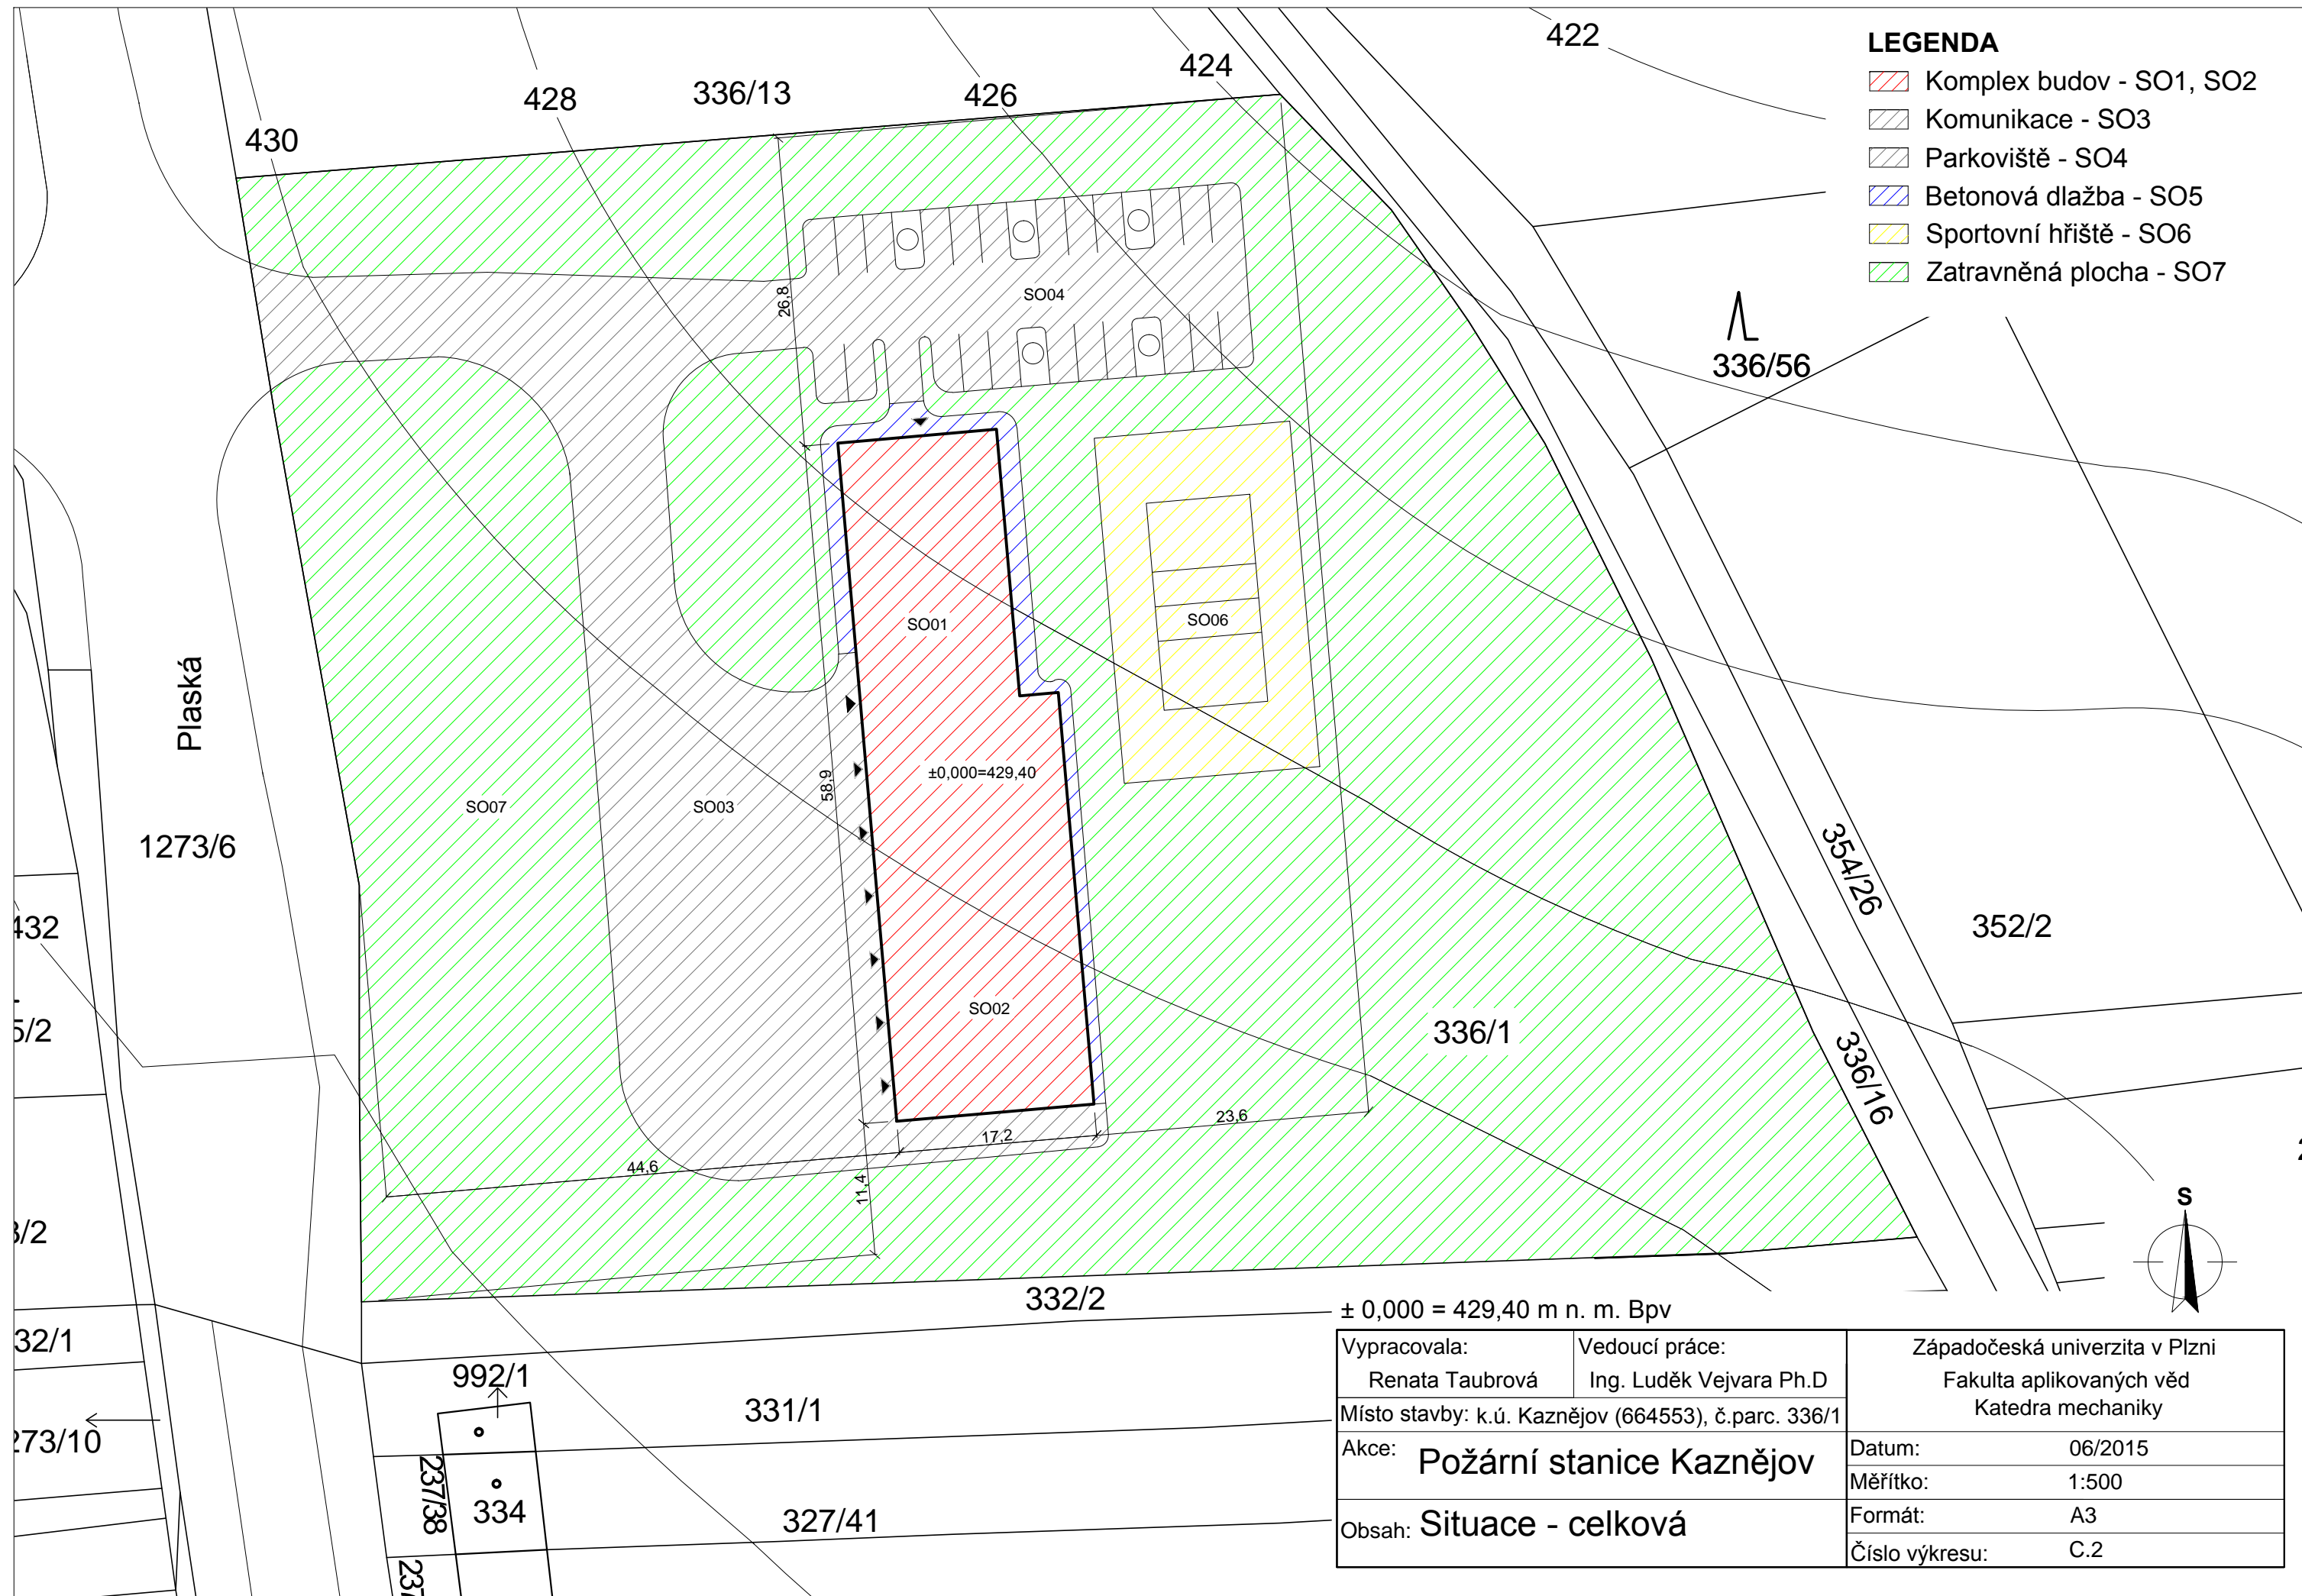 422
424
426
428
336/13
430
LEGENDA
Komplex budov - SO1, SO2
Komunikace - SO3
Parkoviště - SO4
Betonová dlažba - SO5
Sportovní hřiště - SO6
Zatravněná plocha - SO7
26,8
SO04
336/56
SO01
SO06
Plaská
58,9
±0,000=429,40
SO07
SO03
1273/6
354/26
432
352/2
SO02
5/2
336/1
336/16
23,6
17,2
44,6
11,4
S
3/2
332/2
32/1
992/1
331/1
273/10
237/38
334
327/41
237
± 0,000 = 429,40 m n. m. Bpv
Vypracovala:
Renata Taubrová
Vedoucí práce:
Ing. Luděk Vejvara Ph.D
Západočeská univerzita v Plzni
Fakulta aplikovaných věd
Katedra mechaniky
Místo stavby: k.ú. Kaznějov (664553), č.parc. 336/1
Akce: Požární stanice Kaznějov
Datum: 06/2015
Měřítko: 1:500
Obsah: Situace - celková
Formát: A3
Číslo výkresu: C.2